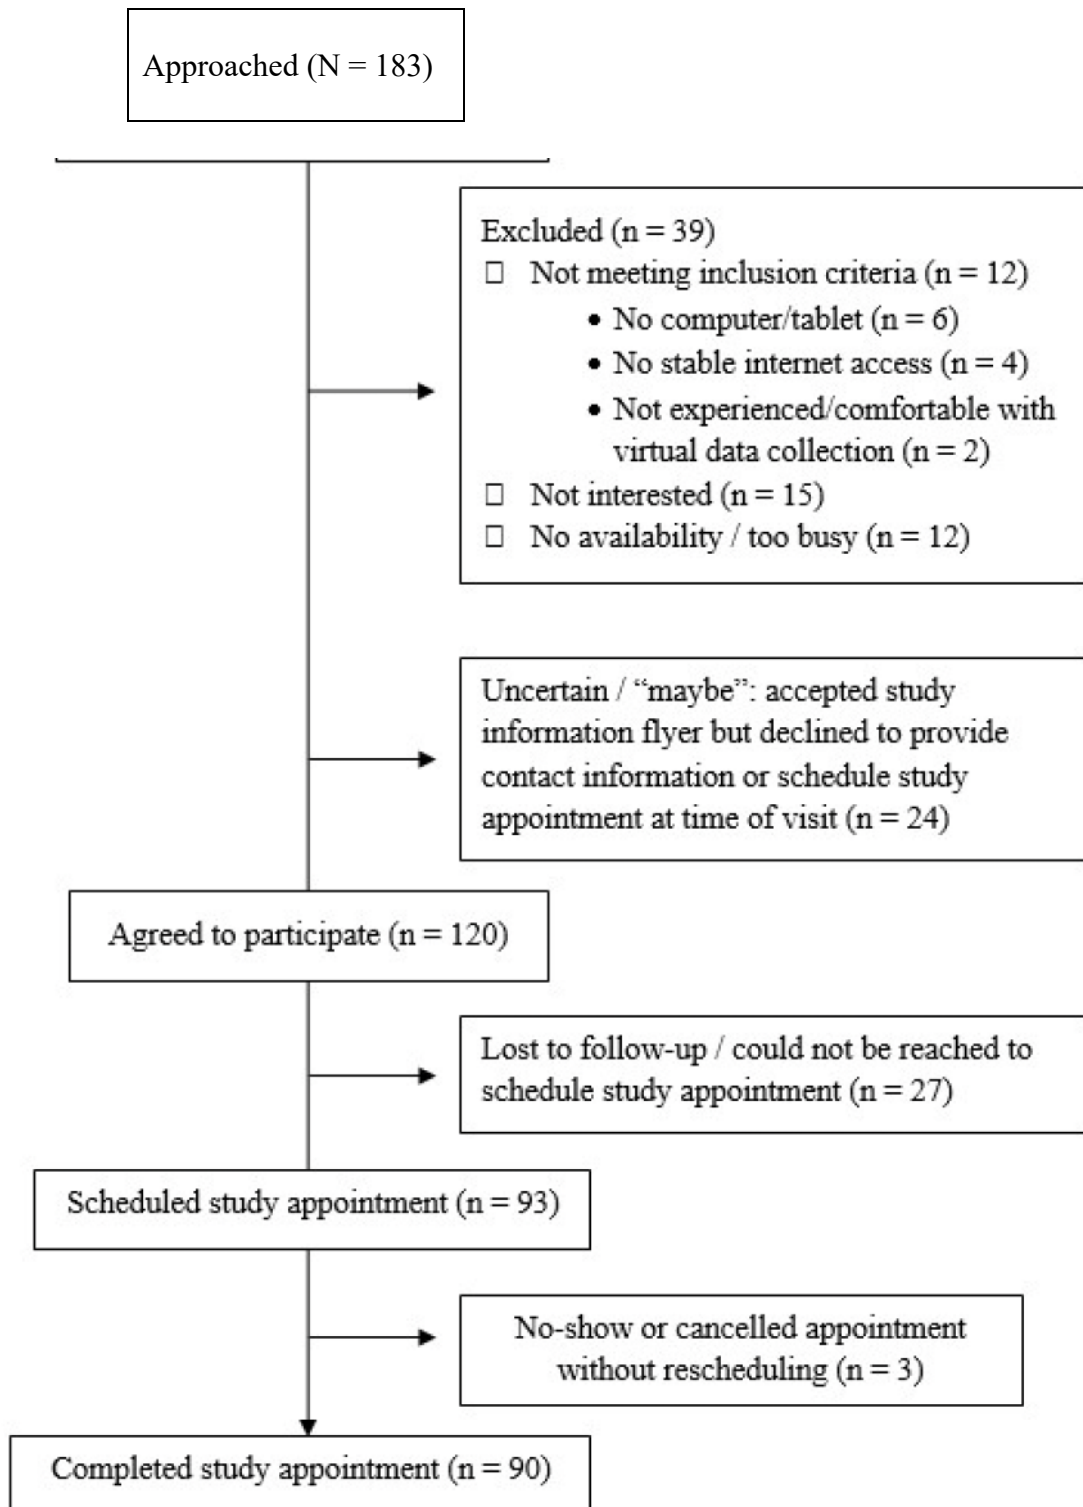 Approached (N = 183)
Excluded (n = 39)
☐ Not meeting inclusion criteria (n = 12)
• No computer/tablet (n = 6)
• No stable internet access (n = 4)
• Not experienced/comfortable with
virtual data collection (n = 2)
☐ Not interested (n = 15)
☐ No availability / too busy (n = 12)
Uncertain / “maybe”: accepted study
information flyer but declined to provide
contact information or schedule study
appointment at time of visit (n = 24)
Agreed to participate (n = 120)
Lost to follow-up / could not be reached to
schedule study appointment (n = 27)
Scheduled study appointment (n = 93)
No-show or cancelled appointment
without rescheduling (n = 3)
Completed study appointment (n = 90)